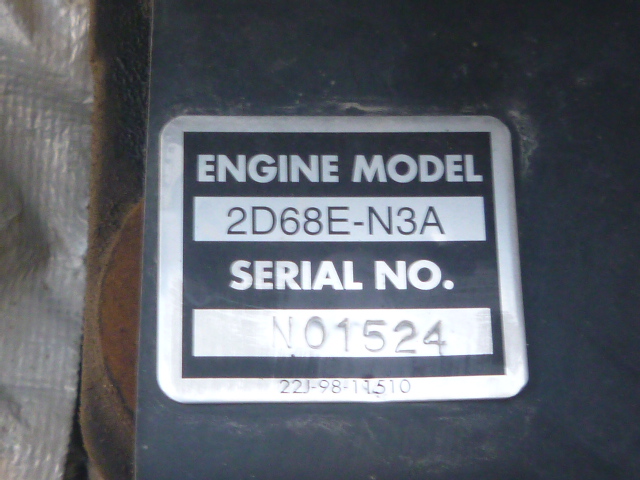 ENGINE MODEL
2D68E-N3A
SERIAL NO.
N01524
22J-98-11510